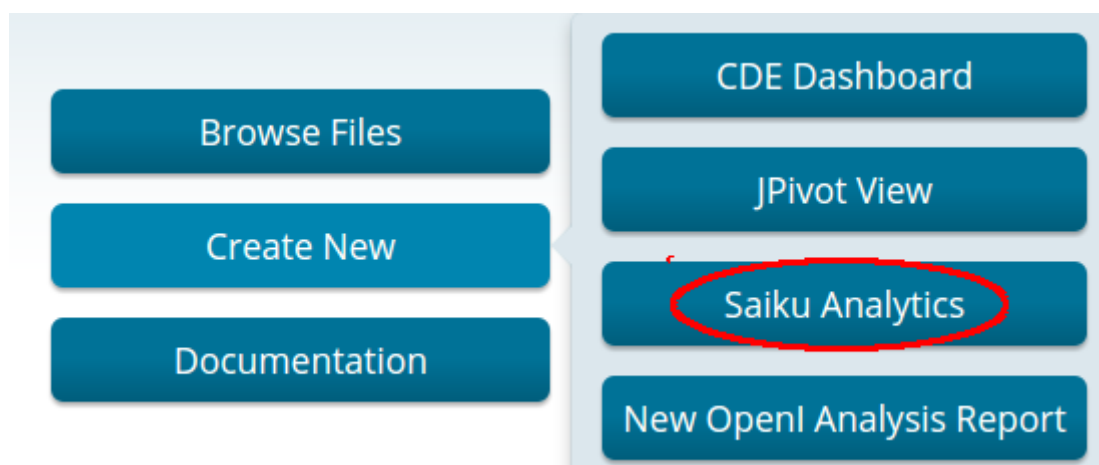 Browse Files
Create New
Documentation
CDE Dashboard
JPivot View
Saiku Analytics
New OpenI Analysis Report